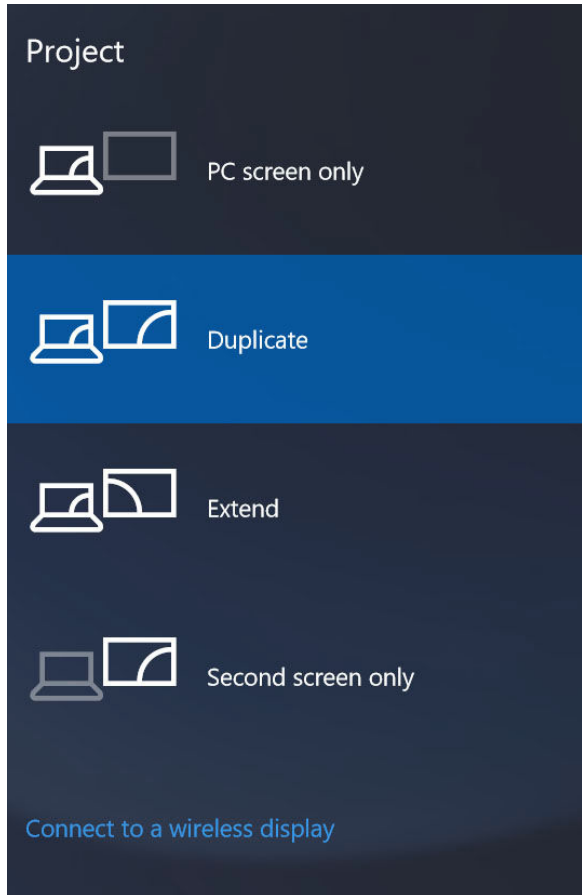 Project
PC screen only
Duplicate
Extend
Second screen only
Connect to a wireless display